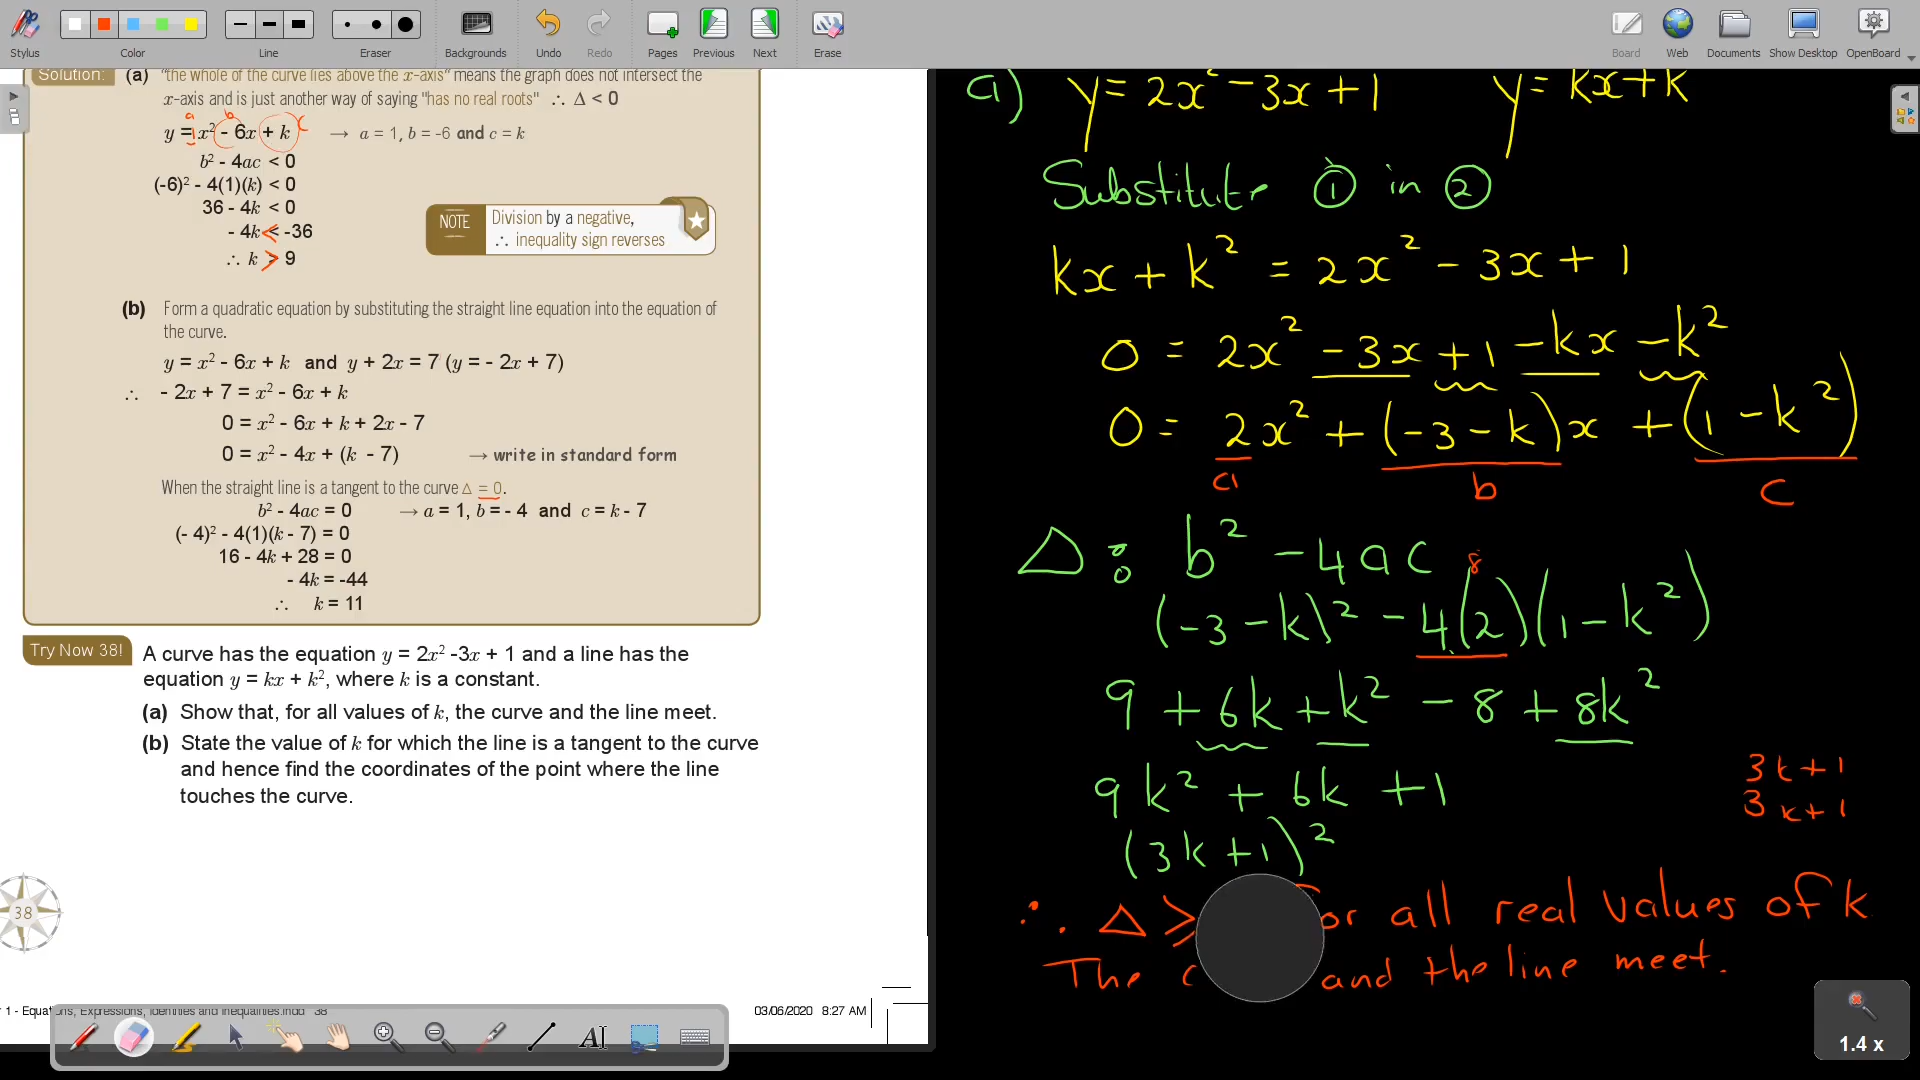 Stylus
Color
Line
Eraser
Backgrounds
Undo
Redo
Pages
Previous
Next
Erase
Board
Web
Documents
Show Desktop
OpenBoard
Solution:
(a) "the whole of the curve lies above the x-axis" means the graph does not intersect the
x-axis and is just another way of saying "has no real roots" ∴ Δ < 0
a b c
y = 1x² - 6x + k → a = 1, b = -6 and c = k
b² - 4ac < 0
(-6)² - 4(1)(k) < 0
36 - 4k < 0
- 4k < -36
∴ k > 9
NOTE
Division by a negative,
∴ inequality sign reverses
(b) Form a quadratic equation by substituting the straight line equation into the equation of
the curve.
y = x² - 6x + k and y + 2x = 7 (y = - 2x + 7)
∴ - 2x + 7 = x² - 6x + k
0 = x² - 6x + k + 2x - 7
0 = x² - 4x + (k - 7) → write in standard form
When the straight line is a tangent to the curve Δ = 0.
b² - 4ac = 0 → a = 1, b = - 4 and c = k - 7
(- 4)² - 4(1)(k - 7) = 0
16 - 4k + 28 = 0
- 4k = -44
∴ k = 11
Try Now 38!
A curve has the equation y = 2x² -3x + 1 and a line has the
equation y = kx + k², where k is a constant.
(a) Show that, for all values of k, the curve and the line meet.
(b) State the value of k for which the line is a tangent to the curve
and hence find the coordinates of the point where the line
touches the curve.
38
1 - Equations, Expressions, Identities and Inequalities.indd 38
03/06/2020 8:27 AM
a) y = 2x² - 3x + 1 y = kx + k
Substitute ① in ②
kx + k² = 2x² - 3x + 1
0 = 2x² - 3x + 1 - kx - k²
0 = 2x² + (-3 - k)x + (1 - k²)
a b c
Δ : b² - 4ac
8
(-3 - k)² - 4(2)(1 - k²)
9 + 6k + k² - 8 + 8k²
9k² + 6k + 1
3k+1
3k+1
(3k + 1)²
∴ Δ ≥ for all real values of k
The and the line meet.
1.4 x